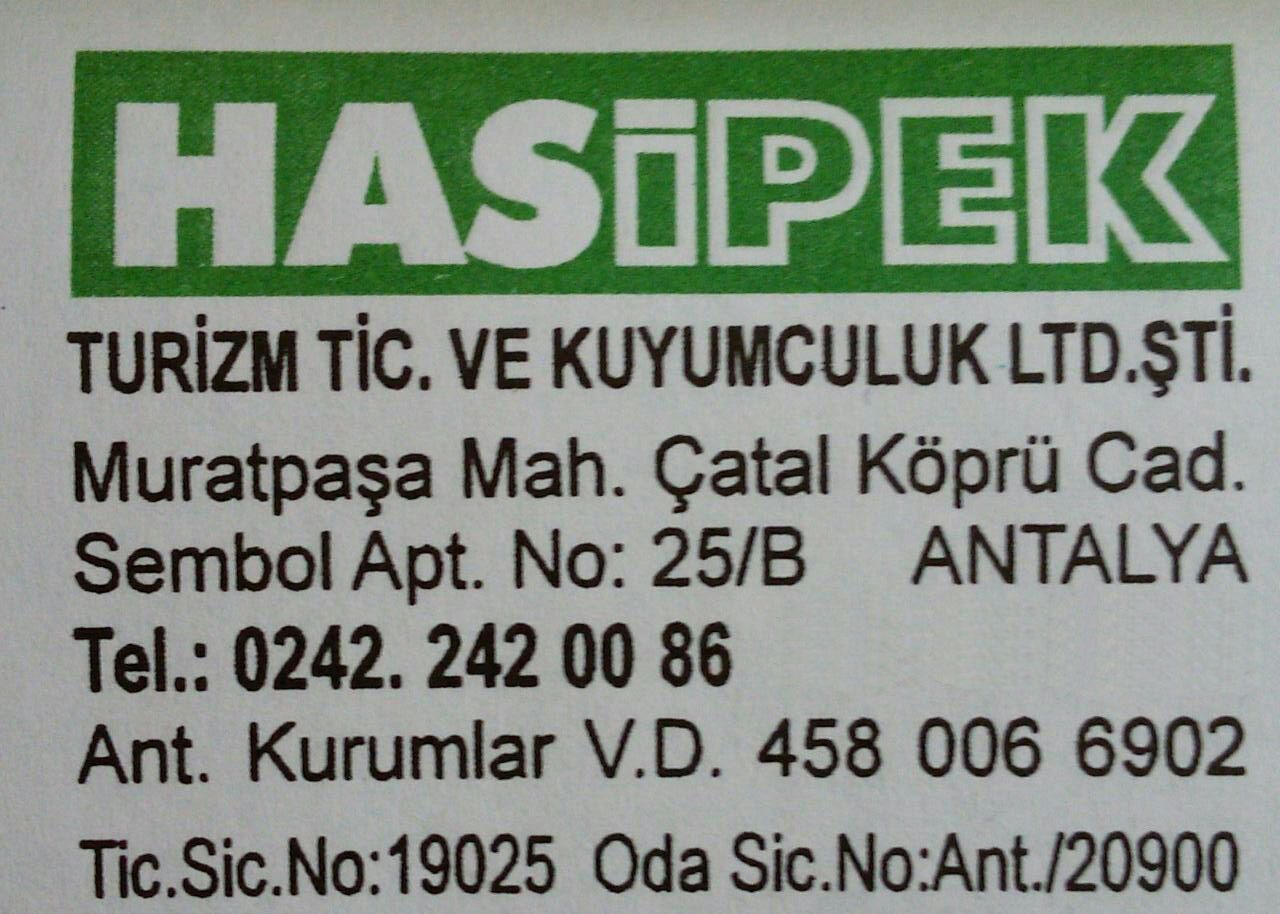 HASİPEK
TURİZM TİC. VE KUYUMCULUK LTD.ŞTİ.
Muratpaşa Mah. Çatal Köprü Cad.
Sembol Apt. No: 25/B ANTALYA
Tel.: 0242. 242 00 86
Ant. Kurumlar V.D. 458 006 6902
Tic.Sic.No:19025 Oda Sic.No:Ant./20900